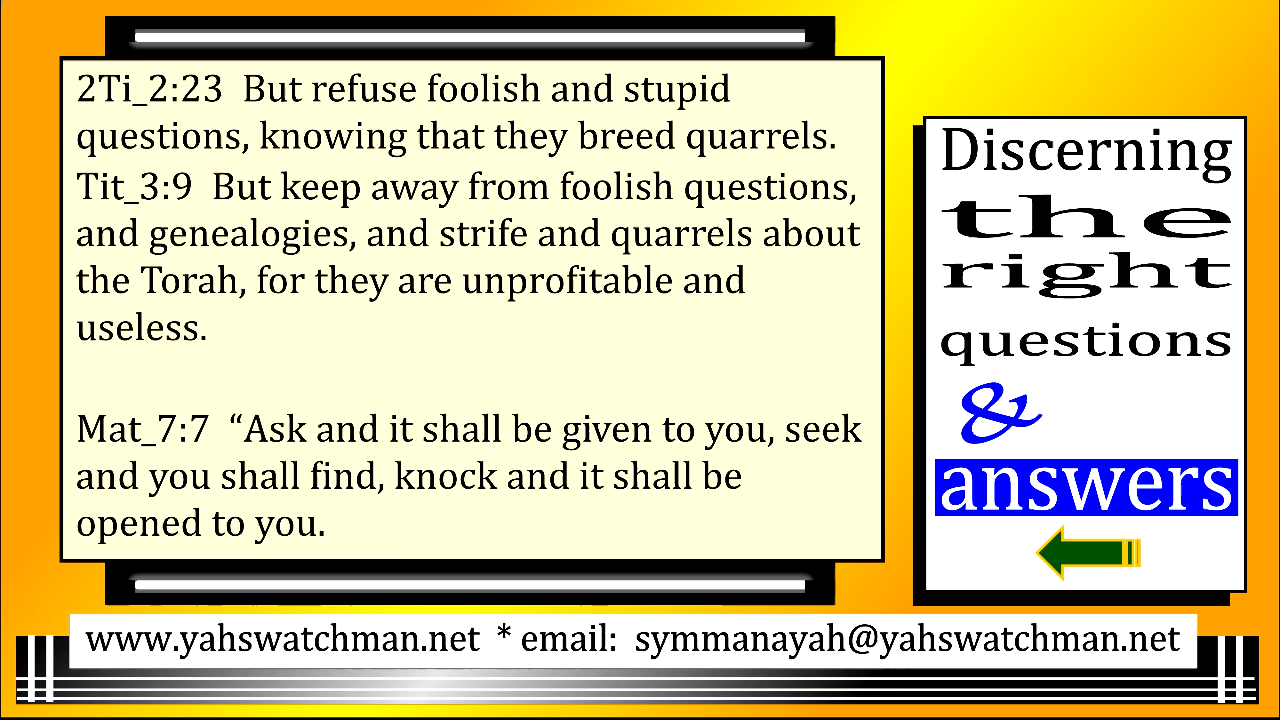 2Ti_2:23  But refuse foolish and stupid
questions, knowing that they breed quarrels.
Tit_3:9  But keep away from foolish questions,
and genealogies, and strife and quarrels about
the Torah, for they are unprofitable and
useless.
Mat_7:7  “Ask and it shall be given to you, seek
and you shall find, knock and it shall be
opened to you.
Discerning
the
right
questions
&
answers
www.yahswatchman.net  * email:  symmanayah@yahswatchman.net